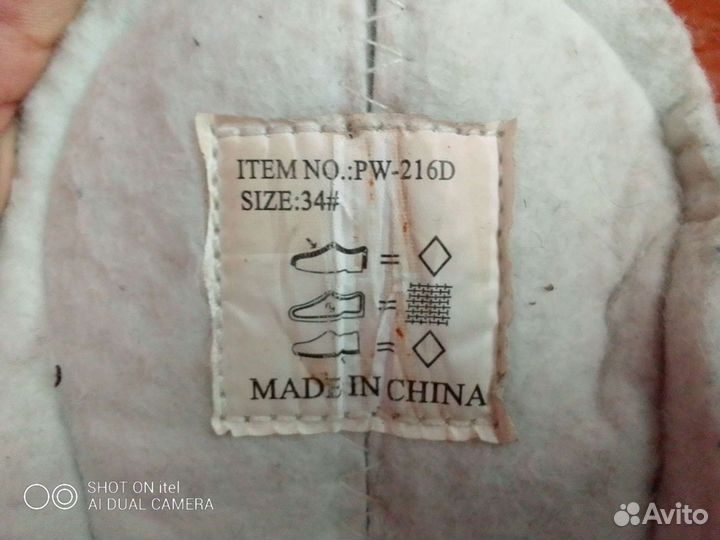 ITEM NO.:PW-216D
SIZE:34#
=
=
=
MADE IN CHINA
SHOT ON itel
AI DUAL CAMERA
Avito